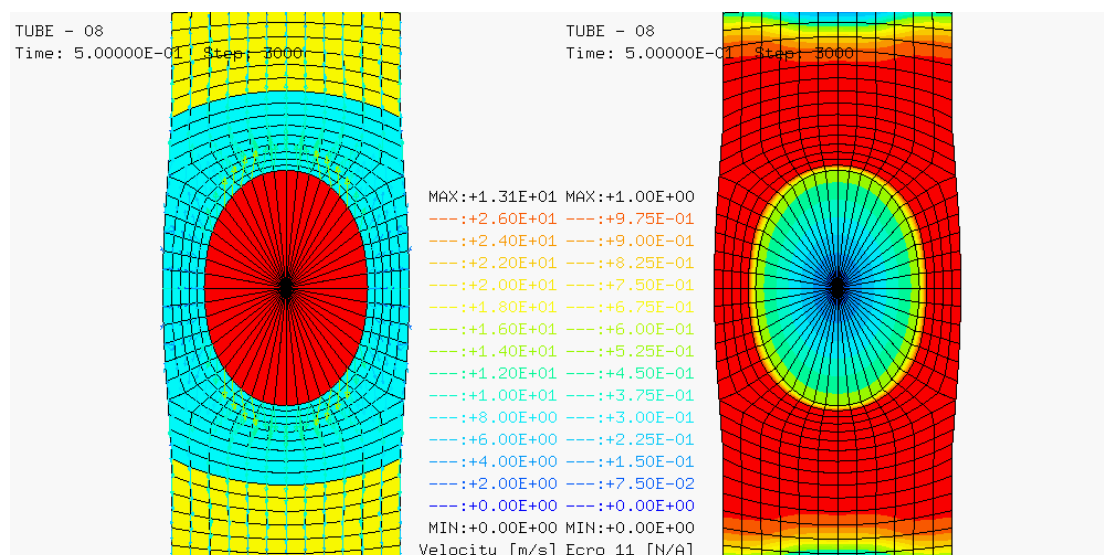 TUBE - 08 TUBE - 08
Time: 5.00000E-01 Step: 3000 Time: 5.00000E-01 Step: 3000
MAX:+1.31E+01 MAX:+1.00E+00
---:+2.60E+01 ---:+9.75E-01
---:+2.40E+01 ---:+9.00E-01
---:+2.20E+01 ---:+8.25E-01
---:+2.00E+01 ---:+7.50E-01
---:+1.80E+01 ---:+6.75E-01
---:+1.60E+01 ---:+6.00E-01
---:+1.40E+01 ---:+5.25E-01
---:+1.20E+01 ---:+4.50E-01
---:+1.00E+01 ---:+3.75E-01
---:+8.00E+00 ---:+3.00E-01
---:+6.00E+00 ---:+2.25E-01
---:+4.00E+00 ---:+1.50E-01
---:+2.00E+00 ---:+7.50E-02
---:+0.00E+00 ---:+0.00E+00
MIN:+0.00E+00 MIN:+0.00E+00
Velocity [m/s] Ecro 11 [N/A]